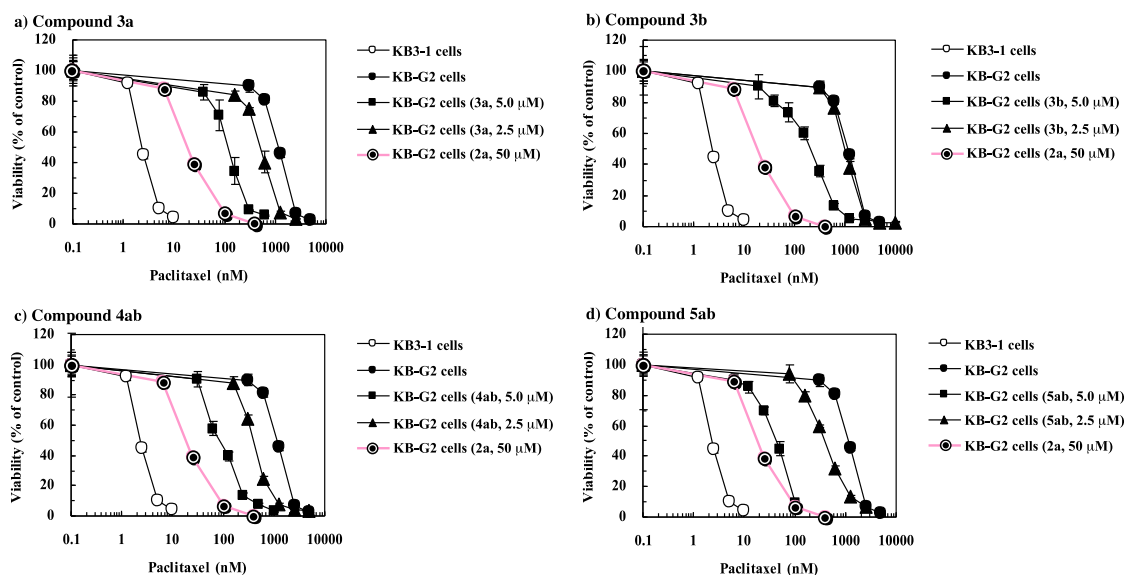 a) Compound 3a
120
100
80
60
40
20
0
0.1
1
10
100
1000
10000
Viability (% of control)
Paclitaxel (nM)
KB3-1 cells
KB-G2 cells
KB-G2 cells (3a, 5.0 μM)
KB-G2 cells (3a, 2.5 μM)
KB-G2 cells (2a, 50 μM)
b) Compound 3b
120
100
80
60
40
20
0
0.1
1
10
100
1000
10000
Viability (% of control)
Paclitaxel (nM)
KB3-1 cells
KB-G2 cells
KB-G2 cells (3b, 5.0 μM)
KB-G2 cells (3b, 2.5 μM)
KB-G2 cells (2a, 50 μM)
c) Compound 4ab
120
100
80
60
40
20
0
0.1
1
10
100
1000
10000
Viability (% of control)
Paclitaxel (nM)
KB3-1 cells
KB-G2 cells
KB-G2 cells (4ab, 5.0 μM)
KB-G2 cells (4ab, 2.5 μM)
KB-G2 cells (2a, 50 μM)
d) Compound 5ab
120
100
80
60
40
20
0
0.1
1
10
100
1000
10000
Viability (% of control)
Paclitaxel (nM)
KB3-1 cells
KB-G2 cells
KB-G2 cells (5ab, 5.0 μM)
KB-G2 cells (5ab, 2.5 μM)
KB-G2 cells (2a, 50 μM)